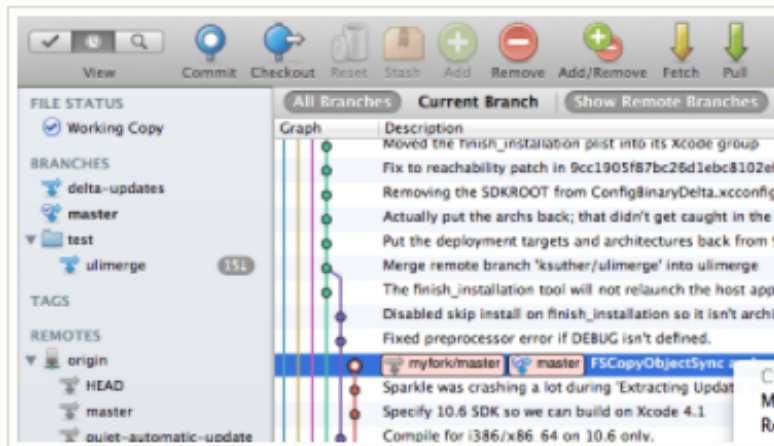 View Commit Checkout Reset Stash Add Remove Add/Remove Fetch Pull
All Branches Current Branch Show Remote Branches
Graph Description
FILE STATUS
Working Copy
BRANCHES
delta-updates
master
test
ulimerge
TAGS
REMOTES
origin
HEAD
master
quiet-automatic-update
Moved the finish_installation plist into its Xcode group
Fix to reachability patch in 9cc1905f87bc26d1ebc8102ef
Removing the SDKROOT from ConfigBinaryDelta.xcconfig
Actually put the archs back; that didn't get caught in the
Put the deployment targets and architectures back from
Merge remote branch 'ksuther/ulimerge' into ulimerge
The finish_installation tool will not relaunch the host app
Disabled skip install on finish_installation so it isn't archi
Fixed preprocessor error if DEBUG isn't defined.
myfork/master master FSCopyObjectSync
Sparkle was crashing a lot during 'Extracting Updat
Specify 10.6 SDK so we can build on Xcode 4.1
Compile for i386/x86_64 on 10.6 only.